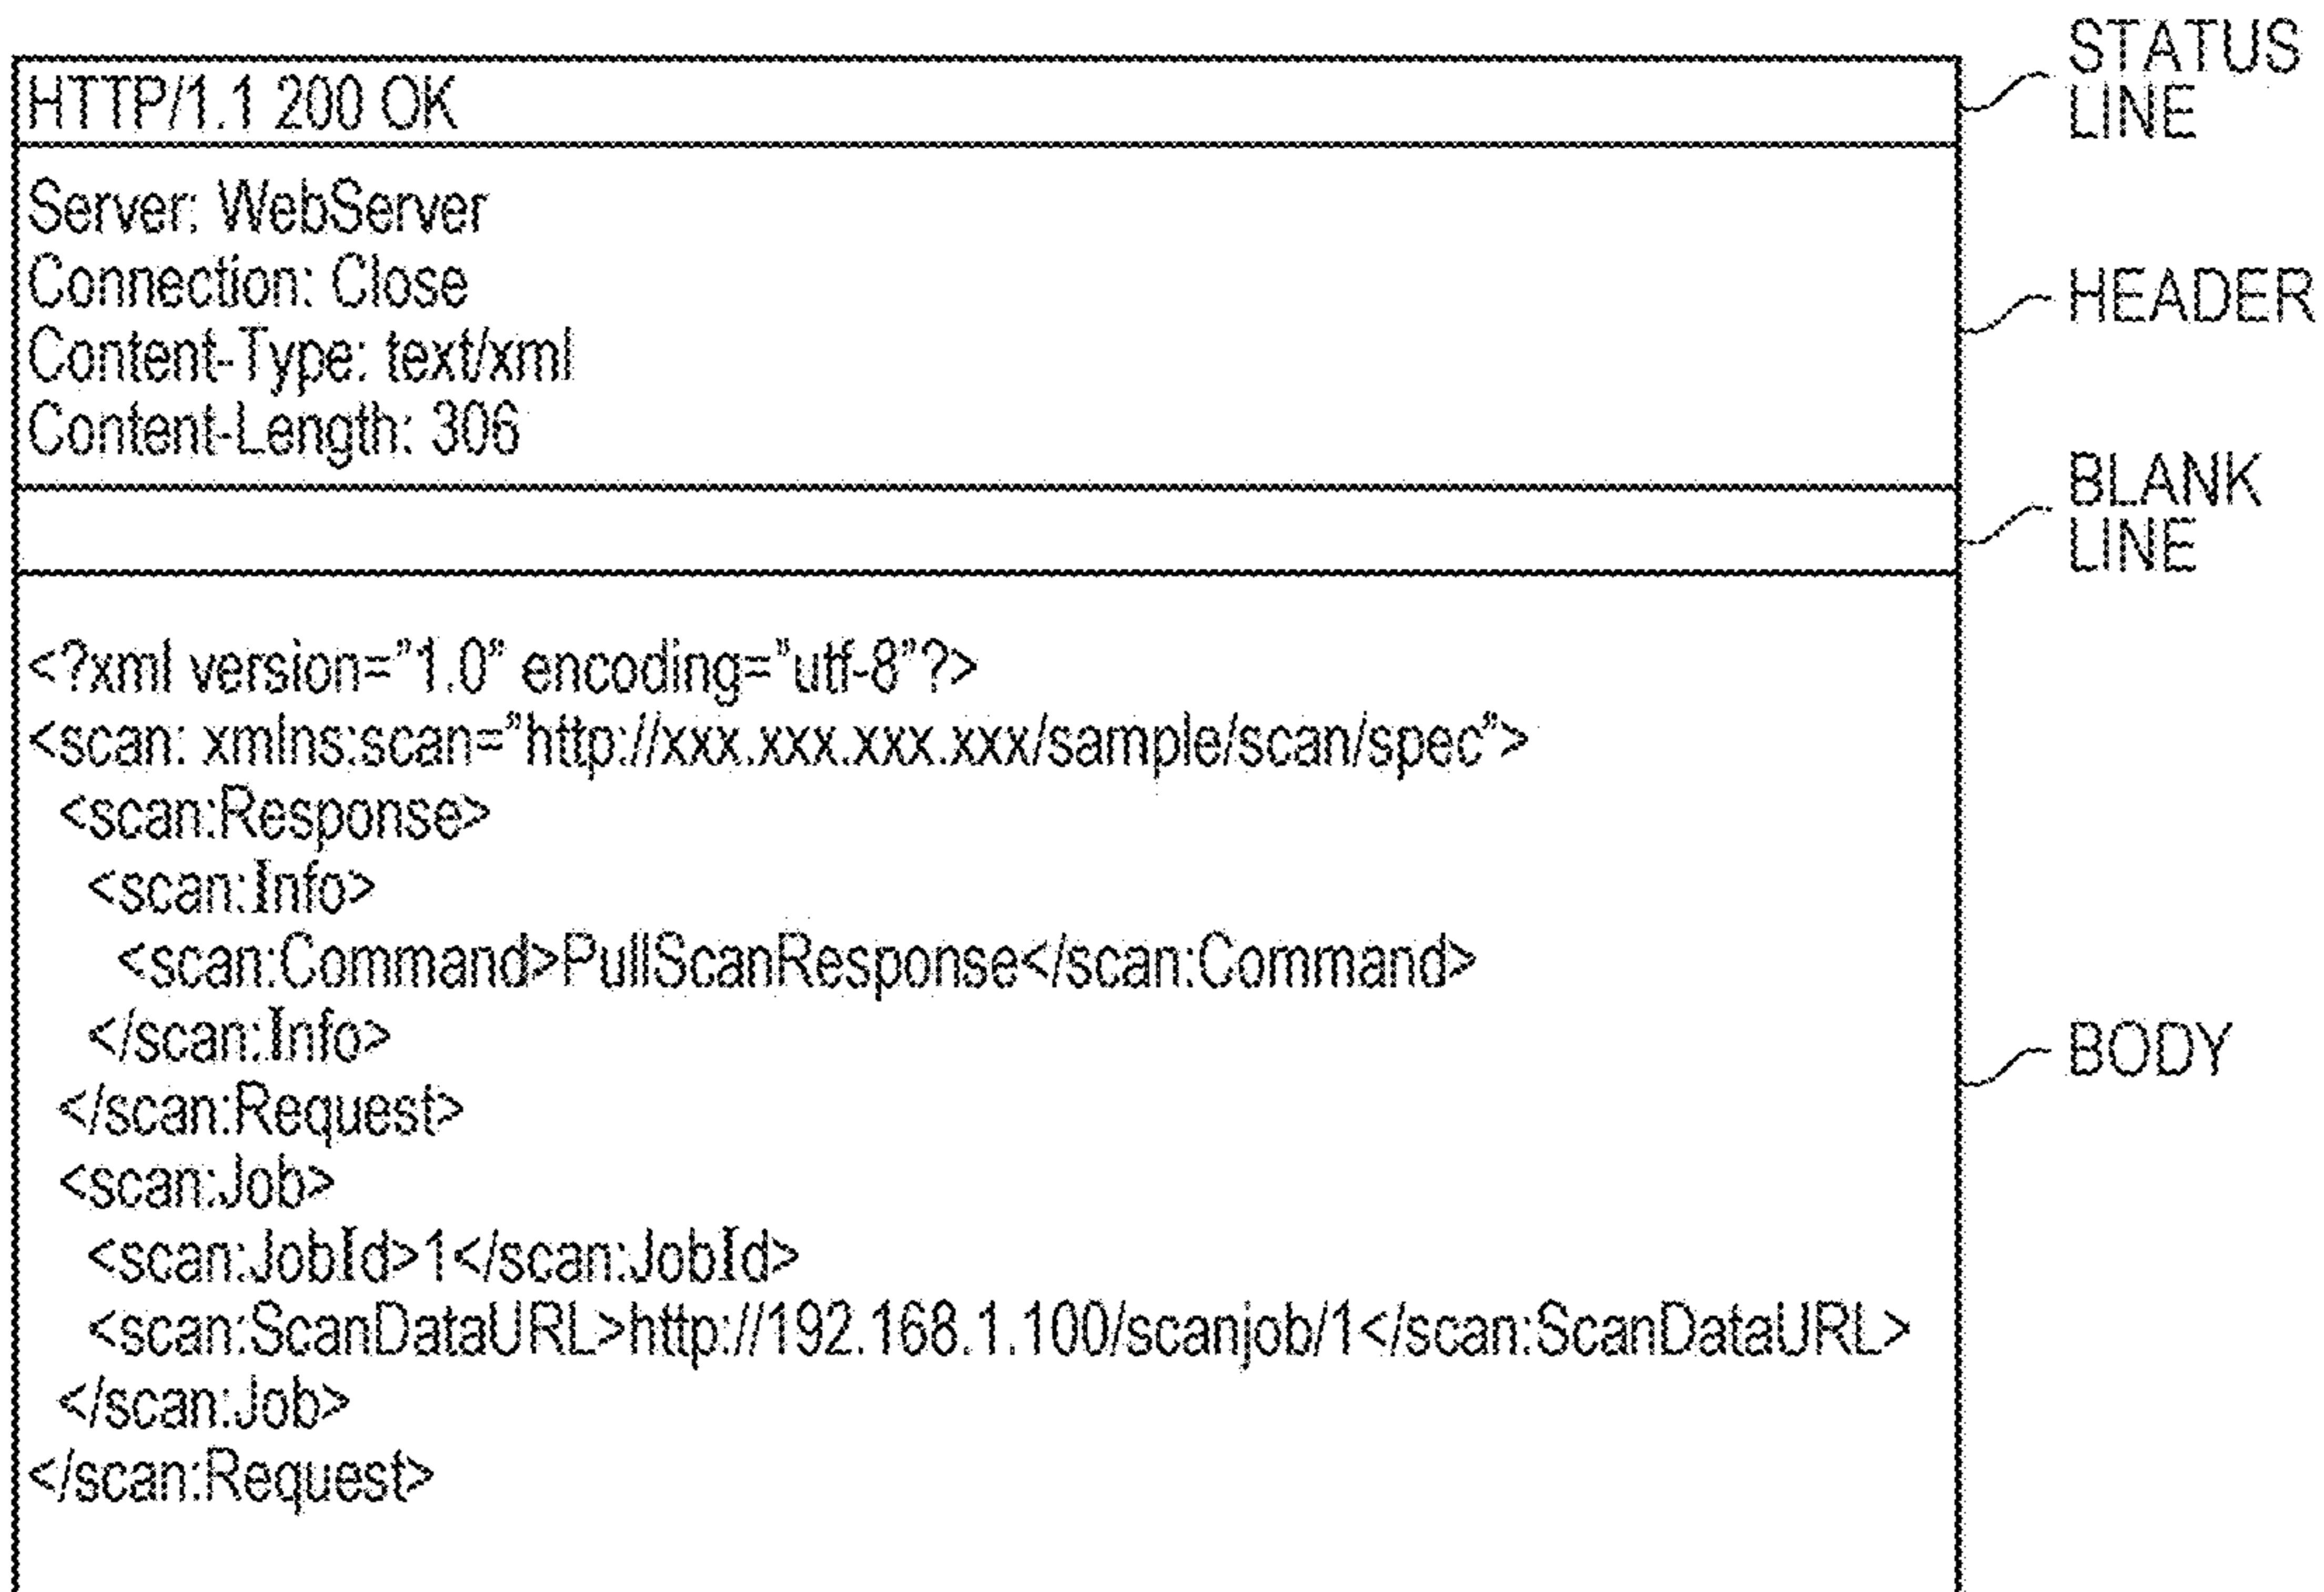 HTTP/1.1 200 OK
STATUS
LINE
Server: WebServer
Connection: Close
Content-Type: text/xml
Content-Length: 306
HEADER
BLANK
LINE
<?xml version=”1.0” encoding=”utf-8”?>
<scan: xmlns:scan=”http://xxx.xxx.xxx.xxx/sample/scan/spec”>
<scan:Response>
<scan:Info>
<scan:Command>PullScanResponse</scan:Command>
</scan:Info>
</scan:Request>
<scan:Job>
<scan:JobId>1</scan:JobId>
<scan:ScanDataURL>http://192.168.1.100/scanjob/1</scan:ScanDataURL>
</scan:Job>
</scan:Request>
BODY